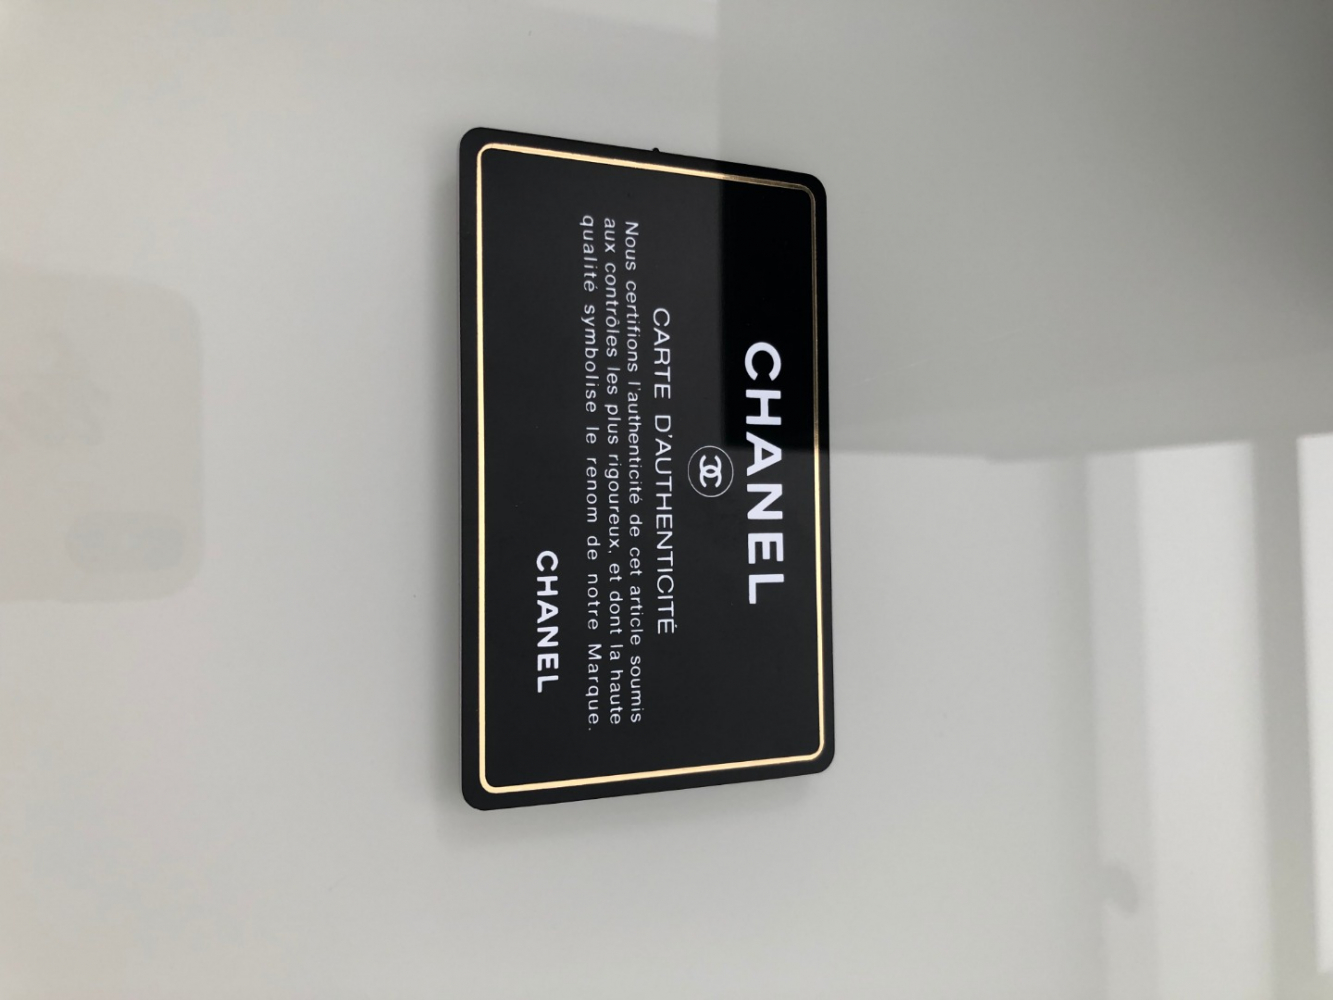 CHANEL
CARTE D'AUTHENTICITÉ
Nous certifions l'authenticité de cet article soumis
aux contrôles les plus rigoureux, et dont la haute
qualité symbolise le renom de notre Marque.
CHANEL